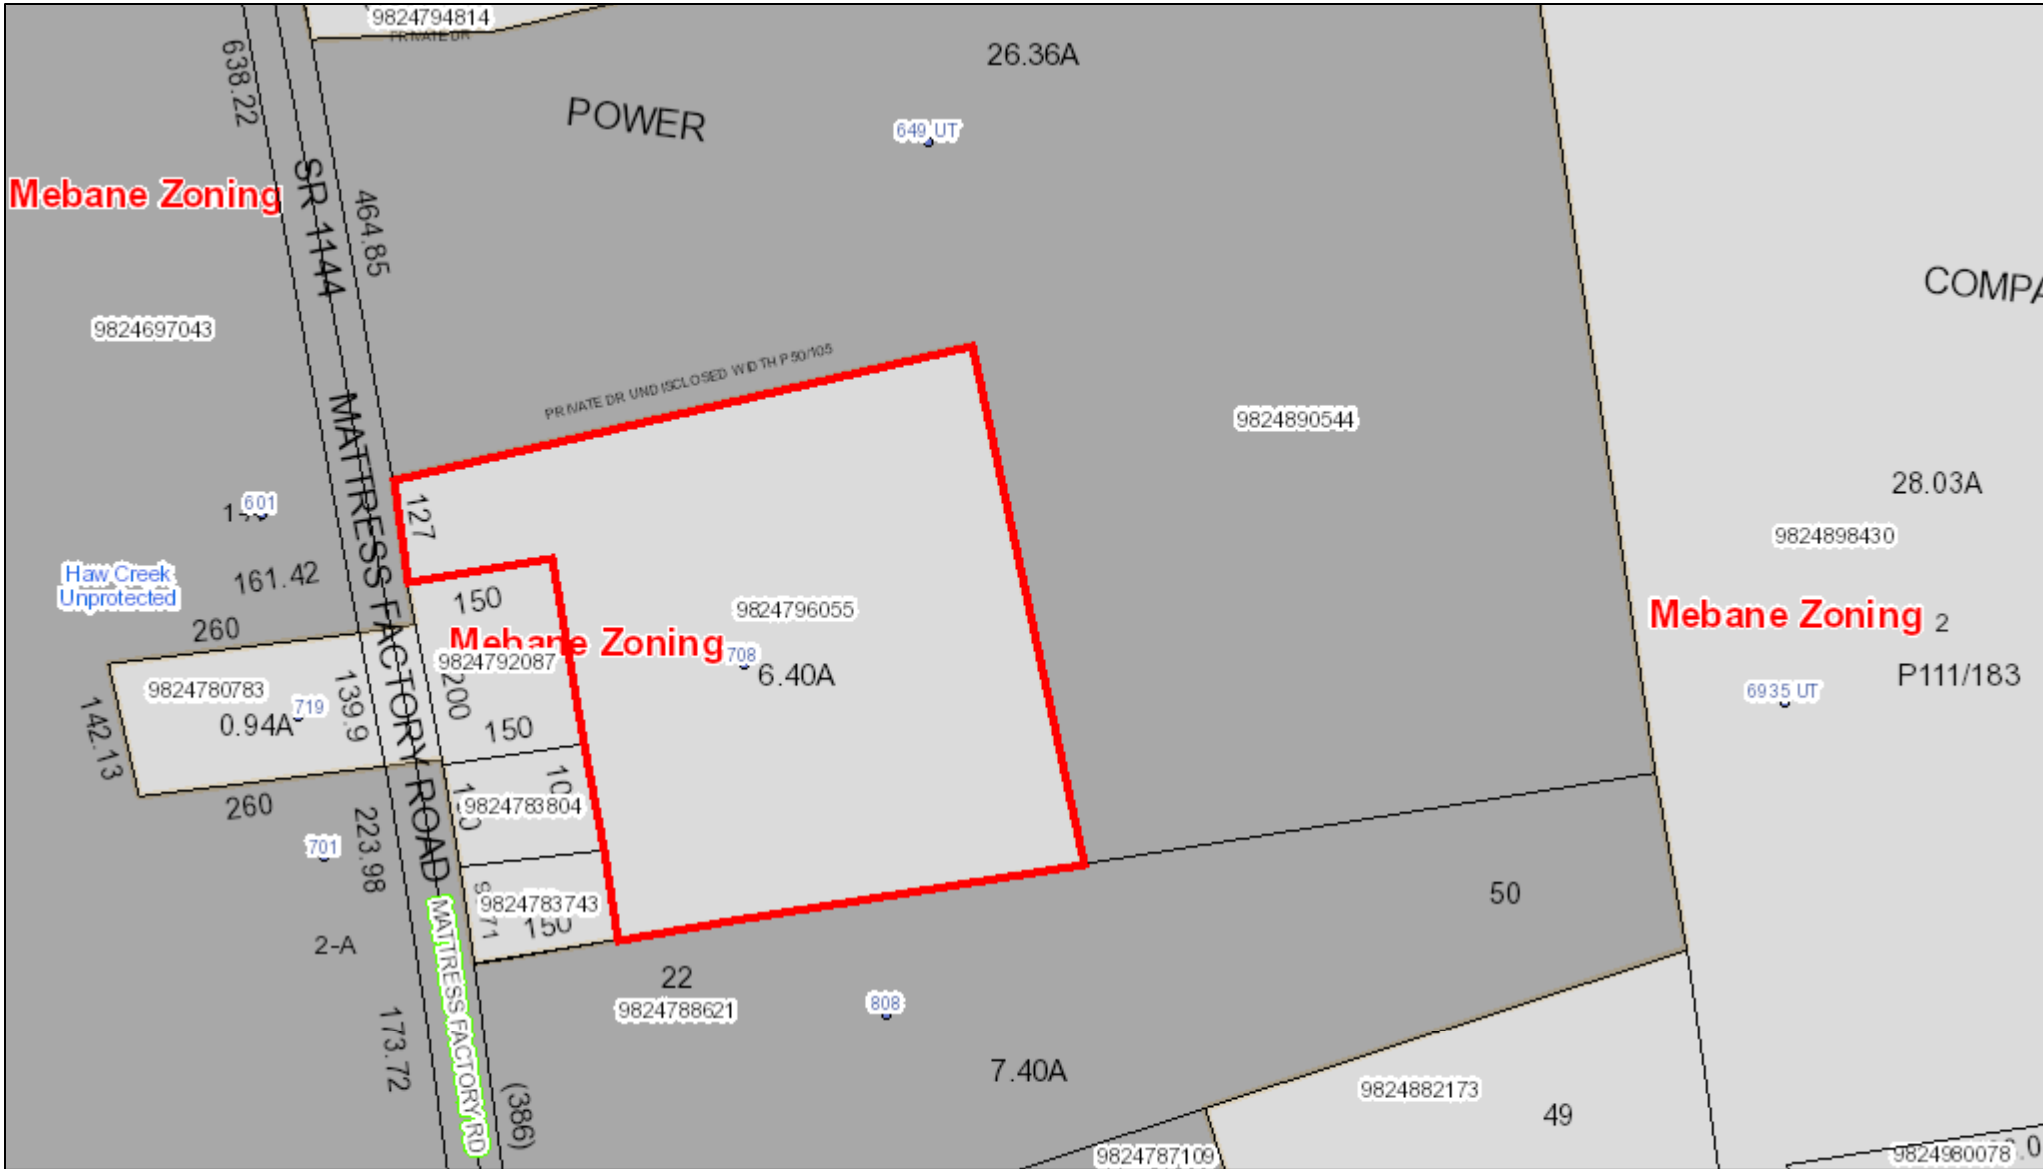 9824794814
PRIVATE DR
26.36A
638.22
POWER
649 UT
Mebane Zoning
SR 1144
464.85
COMPA
9824697043
PRIVATE DR UNDISCLOSED WIDTH P50/105
9824890544
MATTRESS FACTORY ROAD
28.03A
601
127
9824898430
Haw Creek
Unprotected
161.42
150
9824796055
260
Mebane Zoning
Mebane Zoning
2
9824792087
708
6.40A
P111/183
9824780783
200
6935 UT
719
0.94A
139.9
142.13
150
260
9824783804
701
223.98
50
9824783743
150
2-A
MATTRESS FACTORY RD
22
9824788621
808
173.72
7.40A
(386)
9824882173
49
9824787109
9824980078